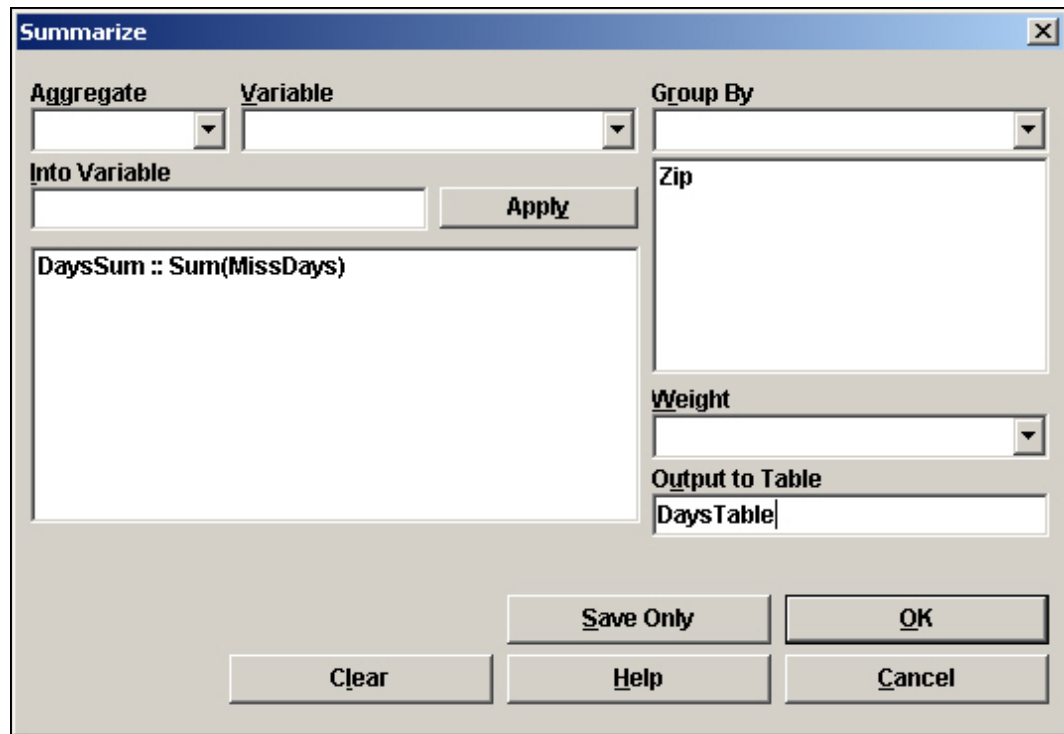 Summarize
Aggregate
Variable
Group By
Into Variable
Apply
Zip
DaysSum :: Sum(MissDays)
Weight
Output to Table
DaysTable
Save Only
OK
Clear
Help
Cancel